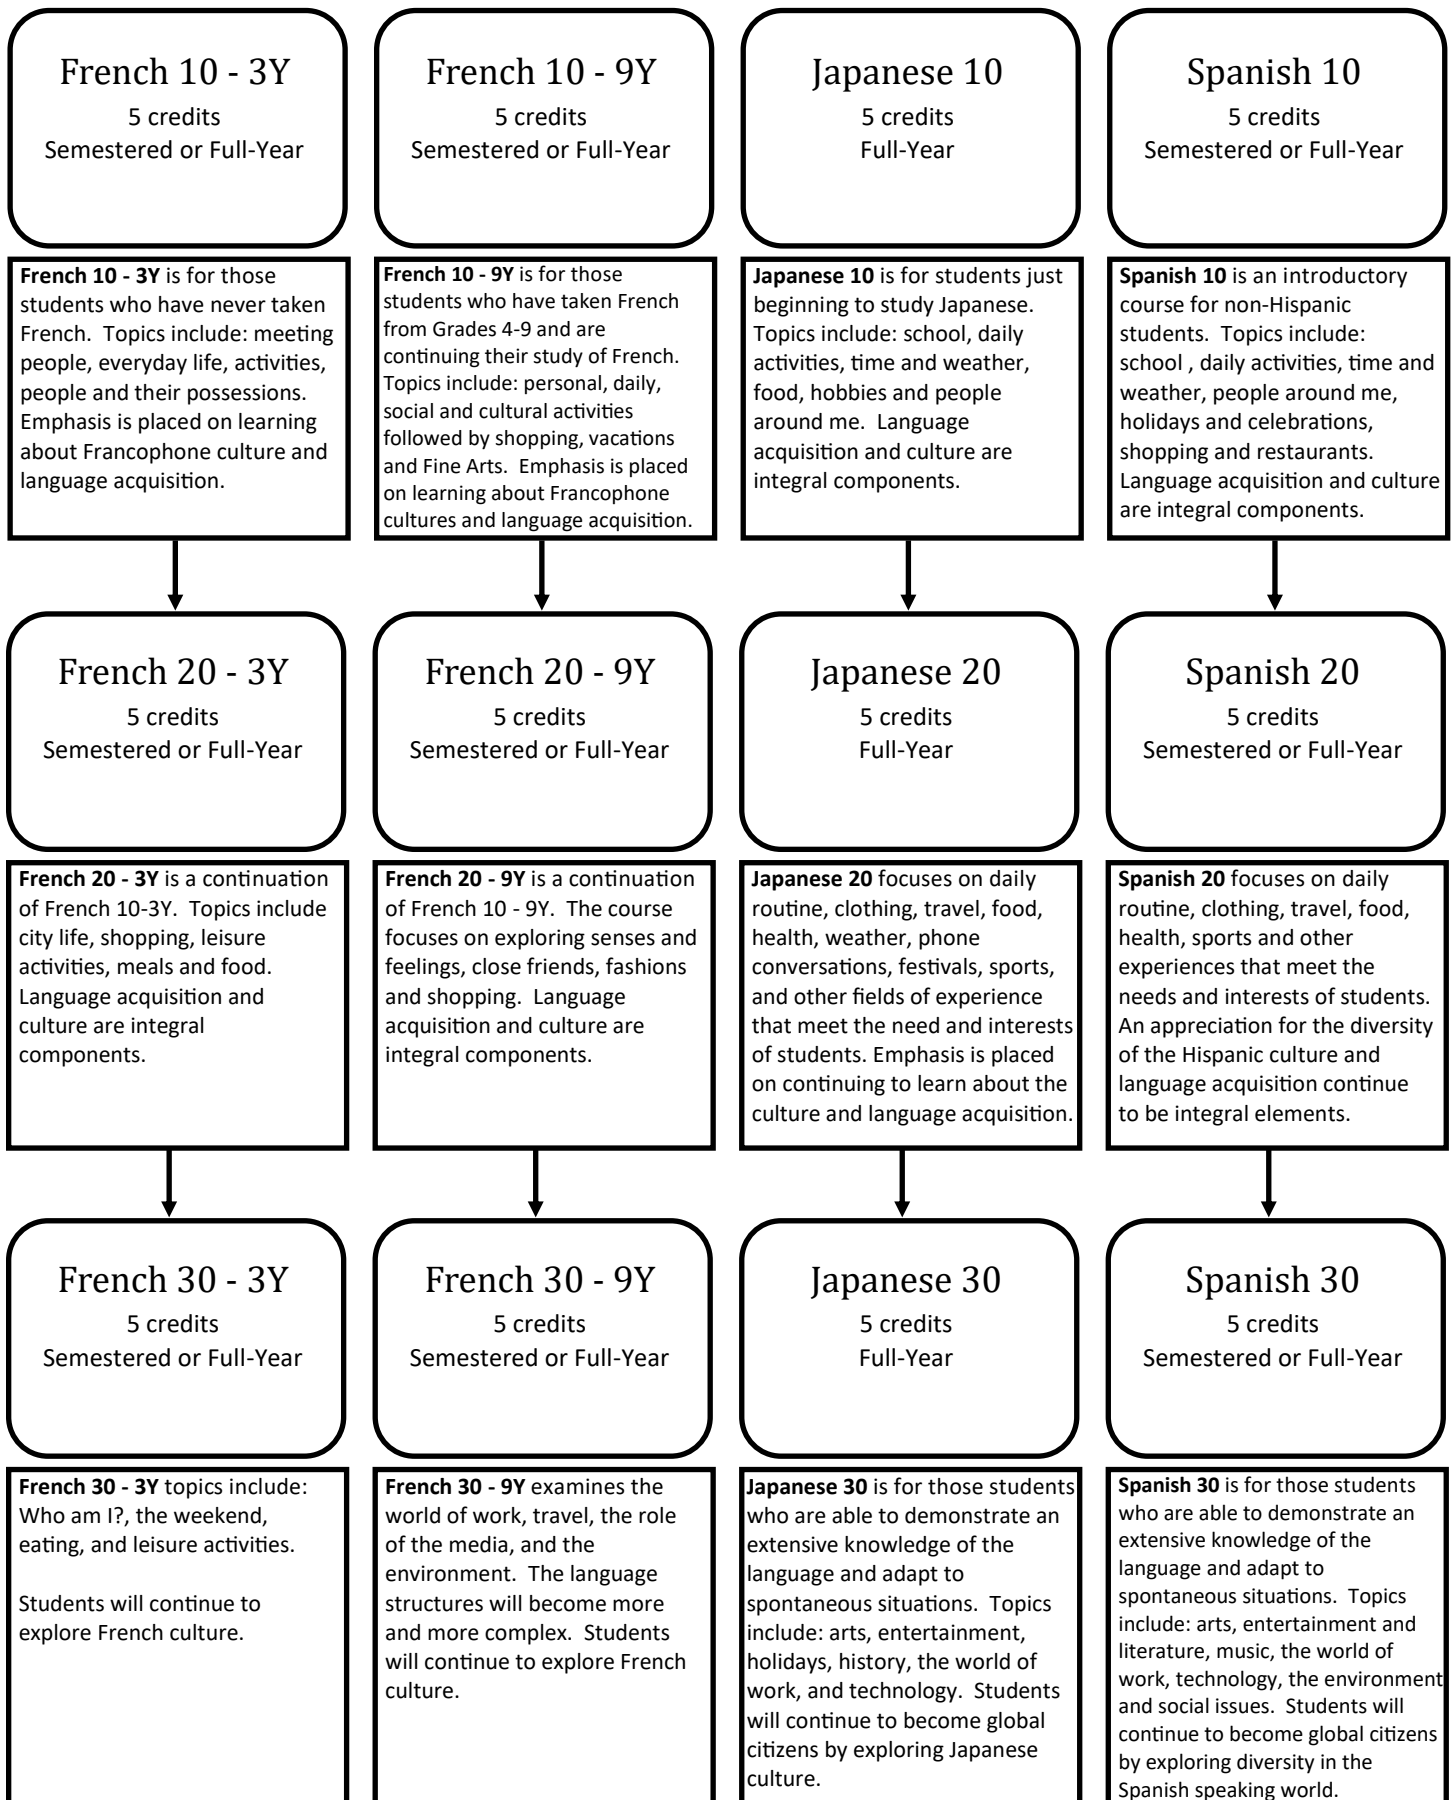 French 10 - 3Y
5 credits
Semestered or Full-Year
French 10 - 9Y
5 credits
Semestered or Full-Year
Japanese 10
5 credits
Full-Year
Spanish 10
5 credits
Semestered or Full-Year
French 10 - 3Y is for those
students who have never taken
French.  Topics include: meeting
people, everyday life, activities,
people and their possessions.
Emphasis is placed on learning
about Francophone culture and
language acquisition.
French 10 - 9Y is for those
students who have taken French
from Grades 4-9 and are
continuing their study of French.
Topics include: personal, daily,
social and cultural activities
followed by shopping, vacations
and Fine Arts.  Emphasis is placed
on learning about Francophone
cultures and language acquisition.
Japanese 10 is for students just
beginning to study Japanese.
Topics include: school, daily
activities, time and weather,
food, hobbies and people
around me.  Language
acquisition and culture are
integral components.
Spanish 10 is an introductory
course for non-Hispanic
students.  Topics include:
school , daily activities, time and
weather, people around me,
holidays and celebrations,
shopping and restaurants.
Language acquisition and culture
are integral components.
French 20 - 3Y
5 credits
Semestered or Full-Year
French 20 - 9Y
5 credits
Semestered or Full-Year
Japanese 20
5 credits
Full-Year
Spanish 20
5 credits
Semestered or Full-Year
French 20 - 3Y is a continuation
of French 10-3Y.  Topics include
city life, shopping, leisure
activities, meals and food.
Language acquisition and
culture are integral
components.
French 20 - 9Y is a continuation
of French 10 - 9Y.  The course
focuses on exploring senses and
feelings, close friends, fashions
and shopping.  Language
acquisition and culture are
integral components.
Japanese 20 focuses on daily
routine, clothing, travel, food,
health, weather, phone
conversations, festivals, sports,
and other fields of experience
that meet the need and interests
of students. Emphasis is placed
on continuing to learn about the
culture and language acquisition.
Spanish 20 focuses on daily
routine, clothing, travel, food,
health, sports and other
experiences that meet the
needs and interests of students.
An appreciation for the diversity
of the Hispanic culture and
language acquisition continue
to be integral elements.
French 30 - 3Y
5 credits
Semestered or Full-Year
French 30 - 9Y
5 credits
Semestered or Full-Year
Japanese 30
5 credits
Full-Year
Spanish 30
5 credits
Semestered or Full-Year
French 30 - 3Y topics include:
Who am I?, the weekend,
eating, and leisure activities.
Students will continue to
explore French culture.
French 30 - 9Y examines the
world of work, travel, the role
of the media, and the
environment.  The language
structures will become more
and more complex.  Students
will continue to explore French
culture.
Japanese 30 is for those students
who are able to demonstrate an
extensive knowledge of the
language and adapt to
spontaneous situations.  Topics
include: arts, entertainment,
holidays, history, the world of
work, and technology.  Students
will continue to become global
citizens by exploring Japanese
culture.
Spanish 30 is for those students
who are able to demonstrate an
extensive knowledge of the
language and adapt to
spontaneous situations.  Topics
include: arts, entertainment and
literature, music, the world of
work, technology, the environment
and social issues.  Students will
continue to become global citizens
by exploring diversity in the
Spanish speaking world.